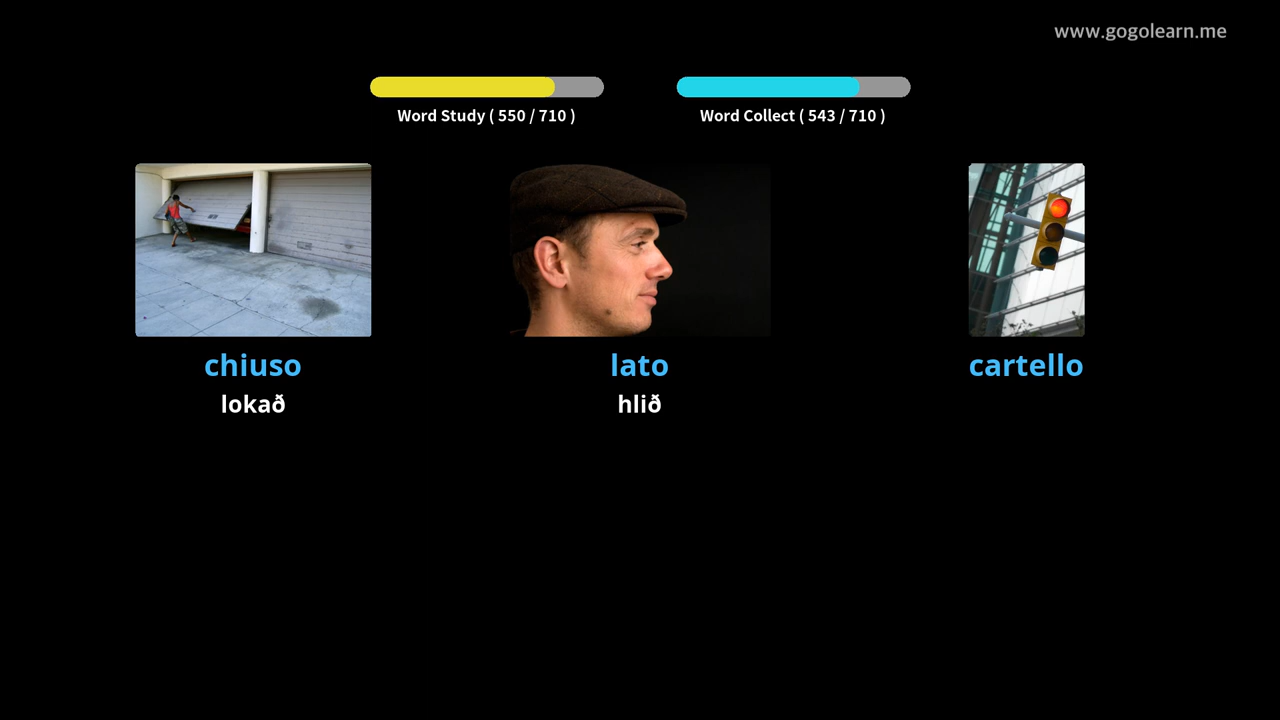 www.gogolearn.me
Word Study ( 550 / 710 )
Word Collect ( 543 / 710 )
chiuso
lokað
lato
hlið
cartello